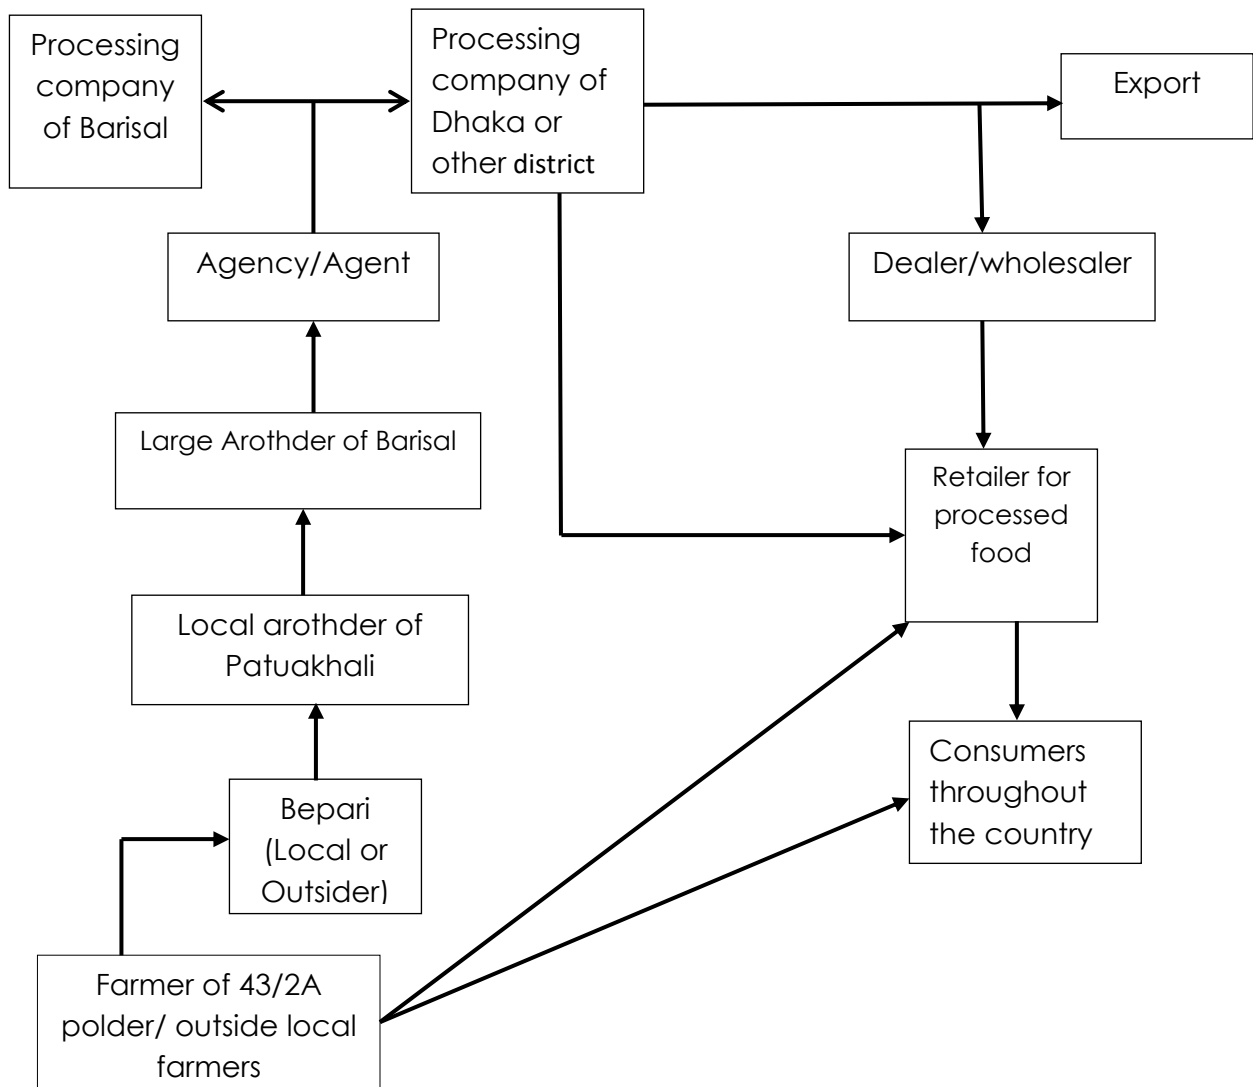 Processing
company
of Barisal
Processing
company of
Dhaka or
other district
Export
Agency/Agent
Dealer/wholesaler
Large Arothder of Barisal
Retailer for
processed
food
Local arothder of
Patuakhali
Consumers
throughout
the country
Bepari
(Local or
Outsider)
Farmer of 43/2A
polder/ outside local
farmers